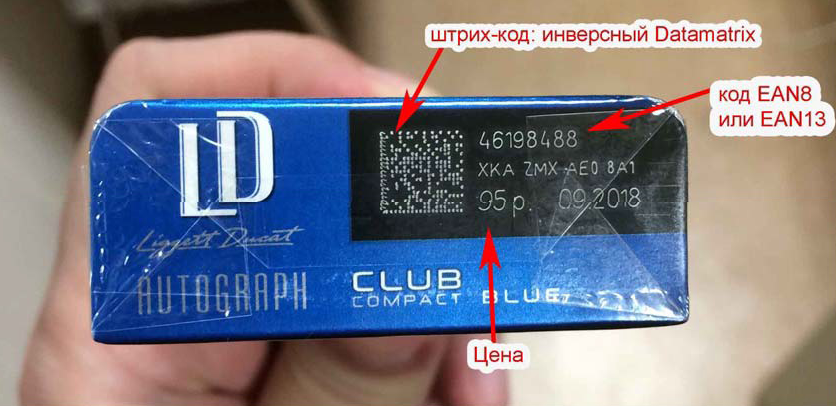 штрих-код: инверсный Datamatrix
код EAN8
или EAN13
LD
46198488
XKA ZMX AE0 8A1
95 р. 09.2018
Liggett Ducat
AUTOGRAPH
CLUB
COMPACT BLUE
Цена